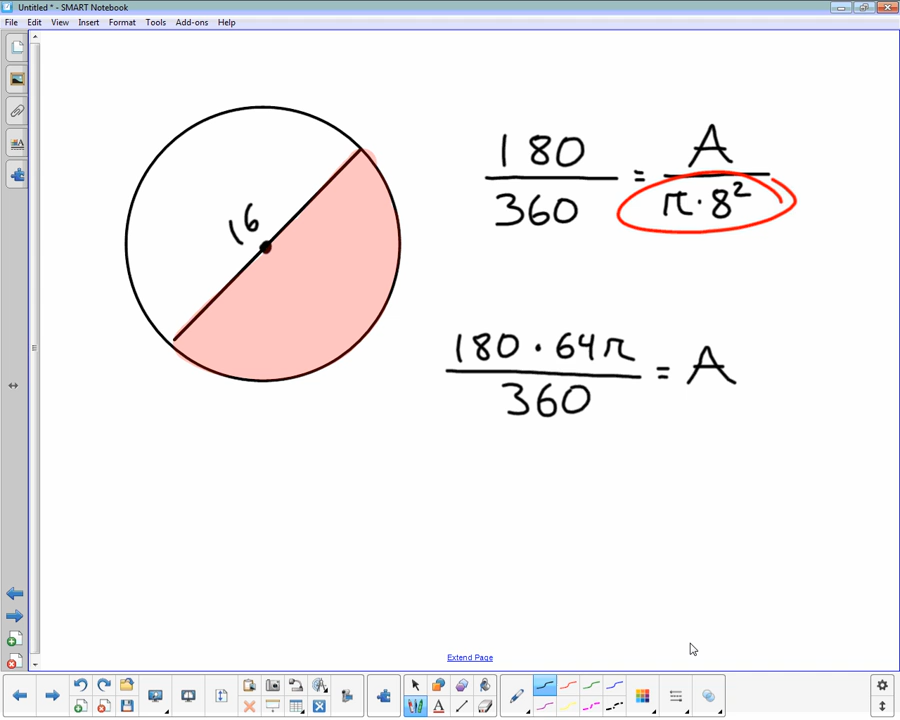 Untitled * - SMART Notebook
File Edit View Insert Format Tools Add-ons Help
16
180/360 = A/π·8²
180·64π/360 = A
Extend Page